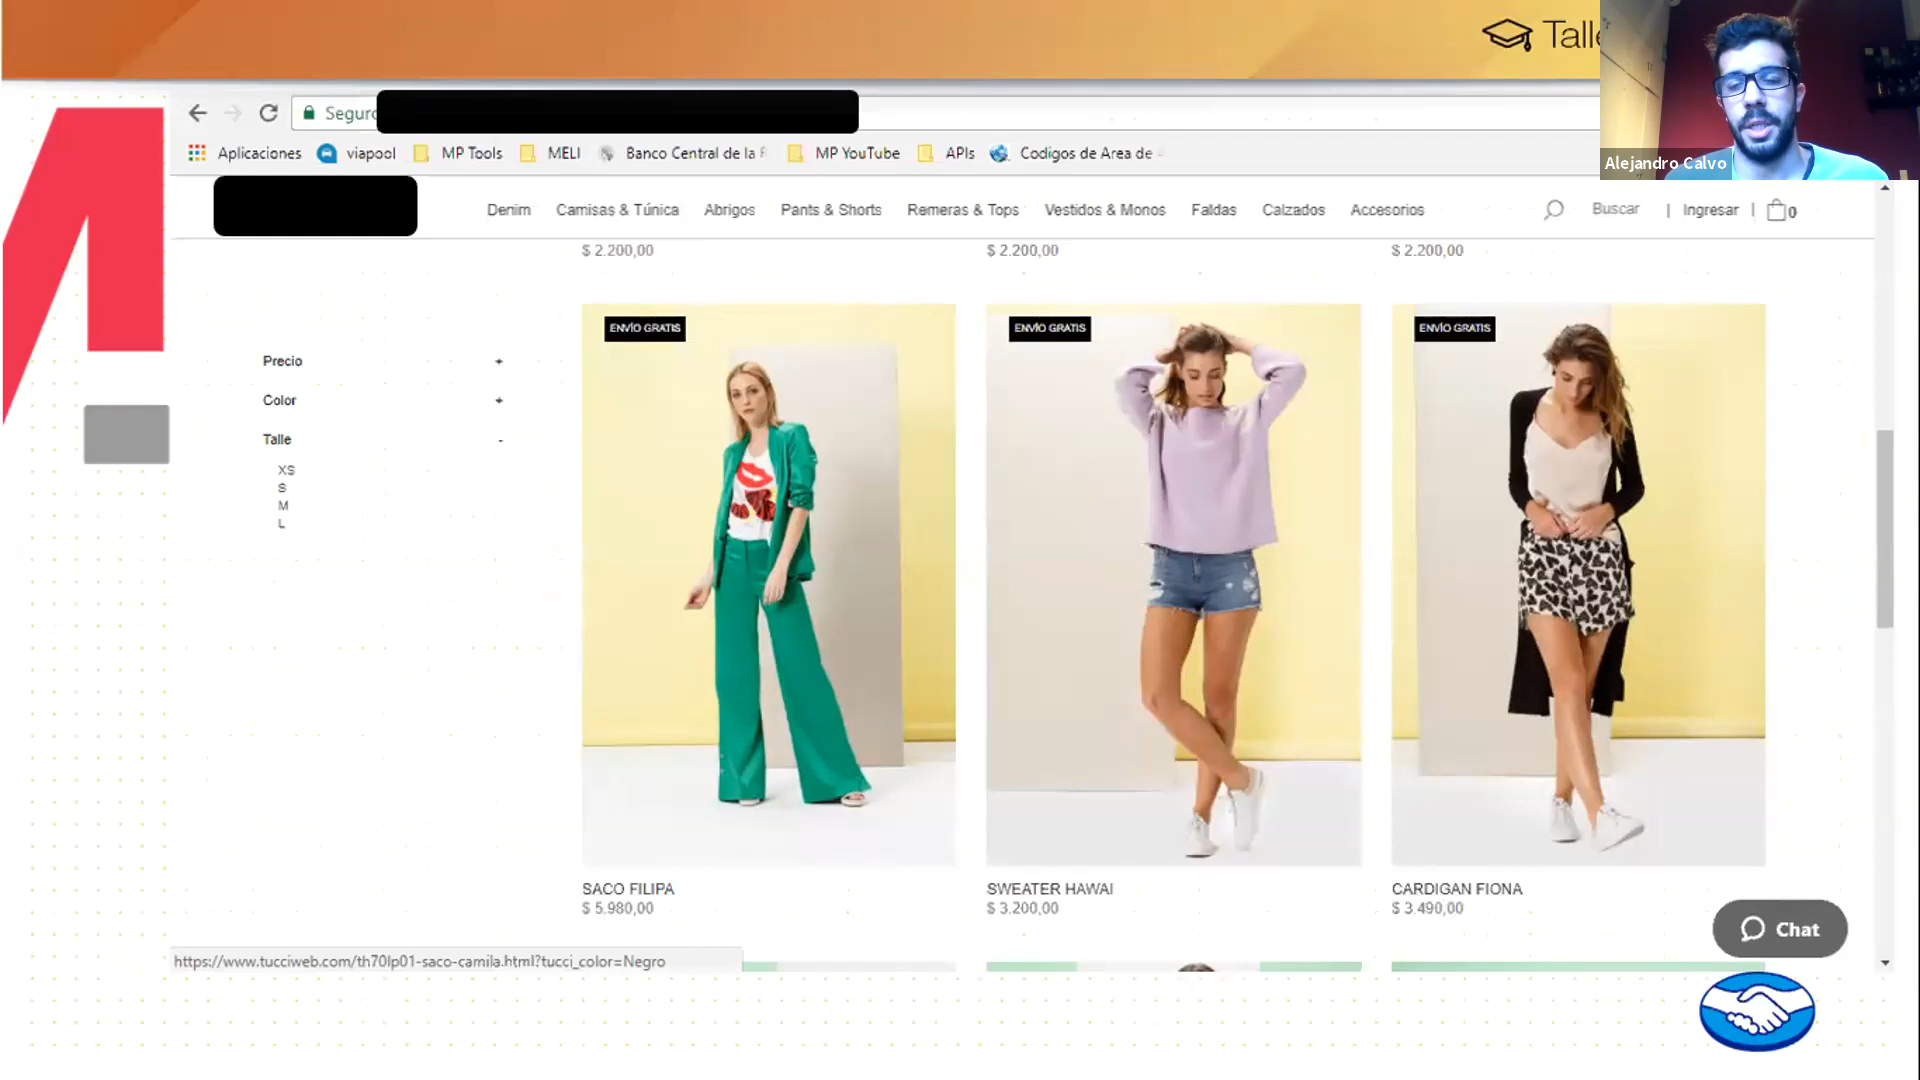 Talle
Alejandro Calvo
Seguro
Aplicaciones viapool MP Tools MELI Banco Central de la MP YouTube APIs Codigos de Area de
Denim Camisas & Túnica Abrigos Pants & Shorts Remeras & Tops Vestidos & Monos Faldas Calzados Accesorios Buscar | Ingresar | 0
$ 2.200,00 $ 2.200,00 $ 2.200,00
ENVÍO GRATIS ENVÍO GRATIS ENVÍO GRATIS
Precio +
Color +
Talle -
XS
S
M
L
SACO FILIPA SWEATER HAWAI CARDIGAN FIONA
$ 5.980,00 $ 3.200,00 $ 3.490,00
Chat
https://www.tucciweb.com/th70lp01-saco-camila.html?tucci_color=Negro